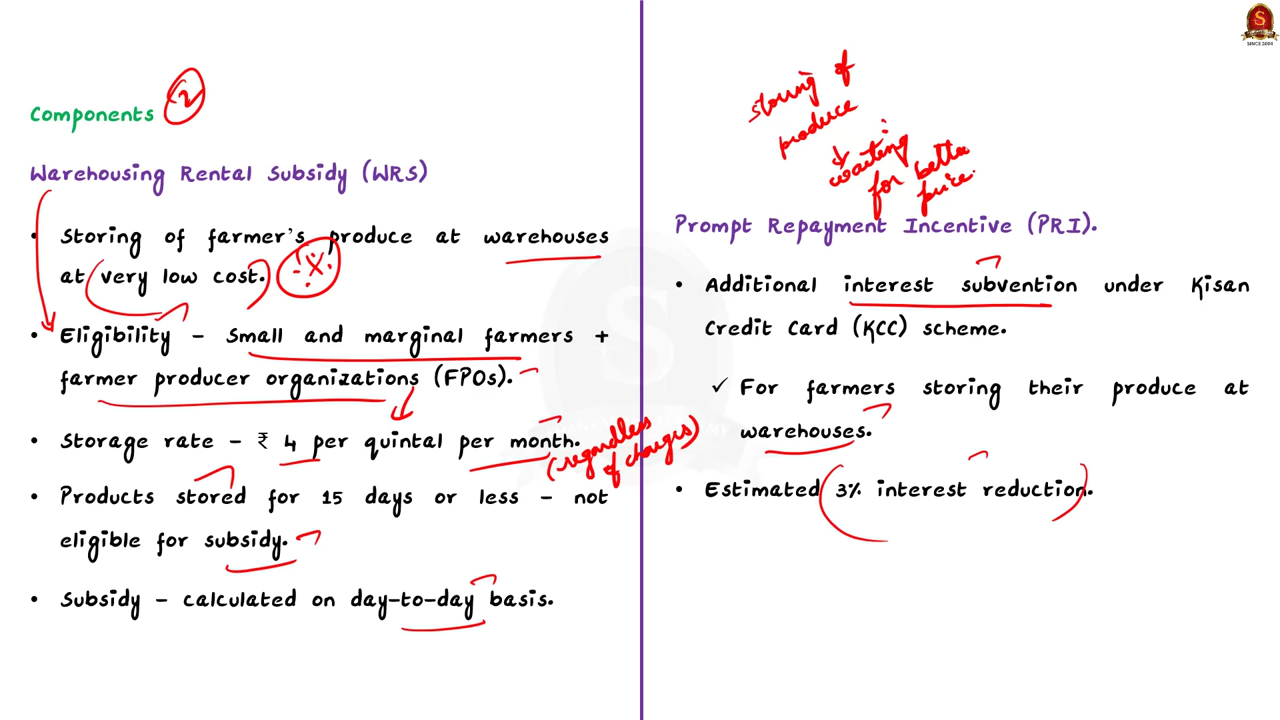 Components 2
Warehousing Rental Subsidy (WRS)
• Storing of farmer's produce at warehouses
at very low cost.
• Eligibility – Small and marginal farmers +
farmer producer organizations (FPOs).
• Storage rate – ₹ 4 per quintal per month.
(regardless
of charges)
• Products stored for 15 days or less – not
eligible for subsidy.
• Subsidy – calculated on day-to-day basis.
storing of
produce
waiting
for better
price.
Prompt Repayment Incentive (PRI).
• Additional interest subvention under Kisan
Credit Card (KCC) scheme.
✓ For farmers storing their produce at
warehouses.
• Estimated 3% interest reduction.
S
SINCE 2004